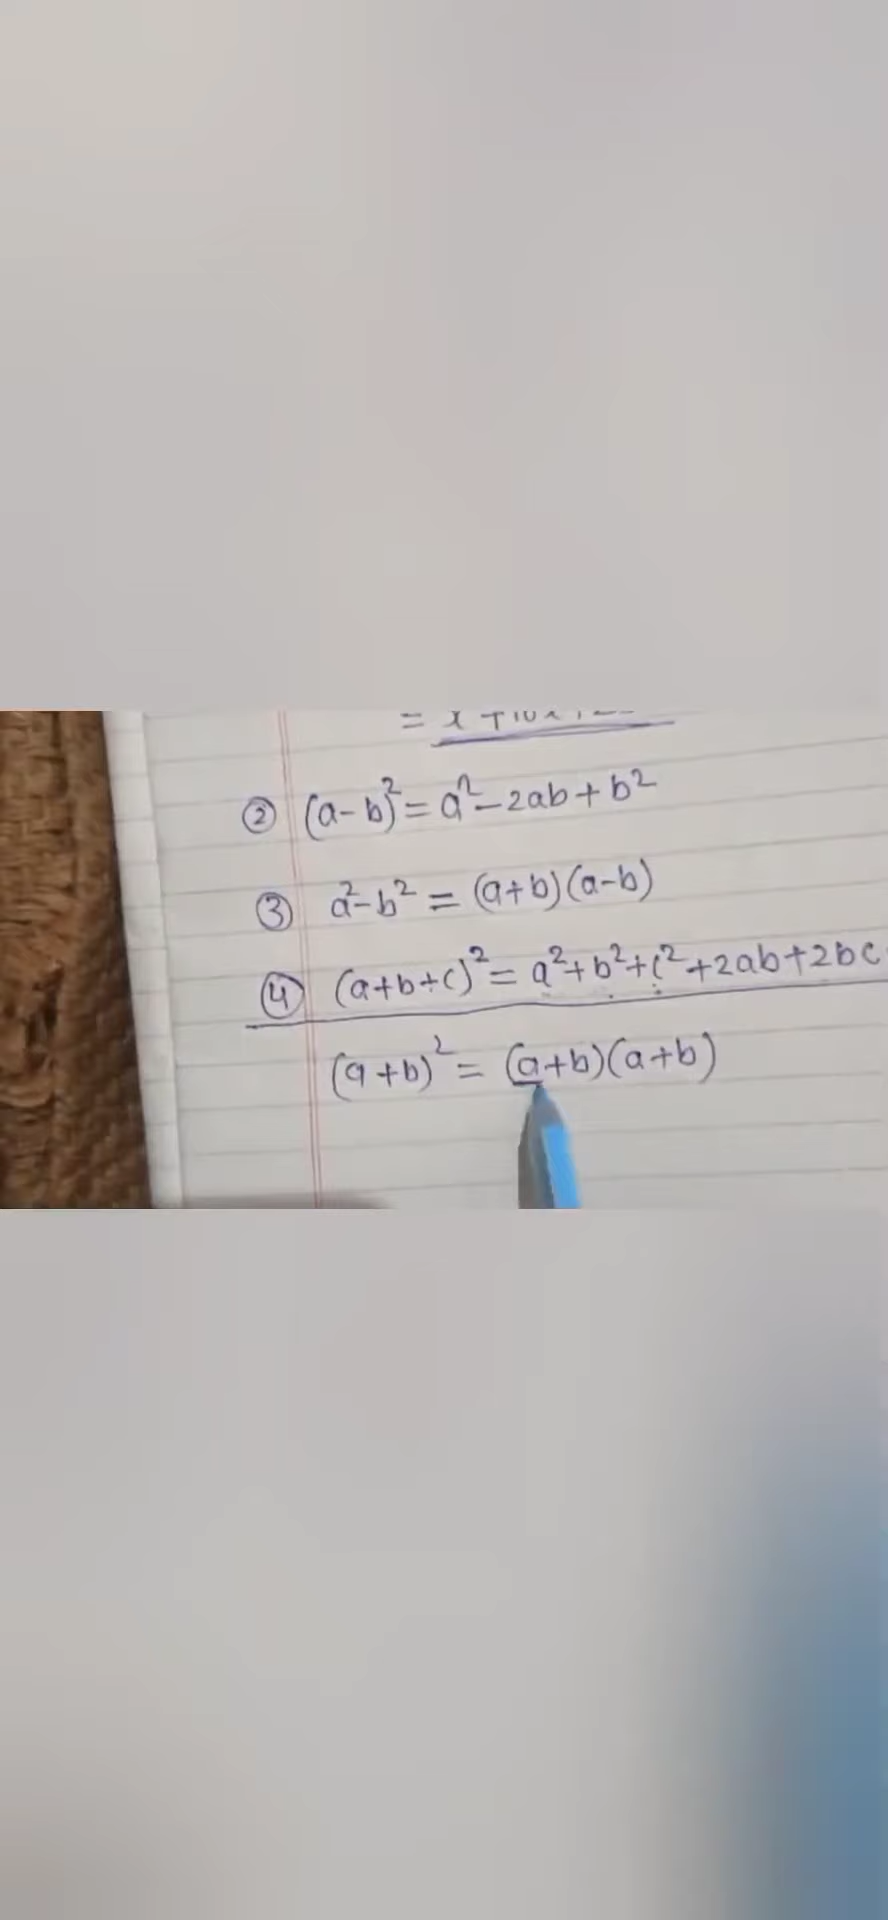 ② (a-b)² = a² - 2ab + b²
③ a² - b² = (a+b)(a-b)
④ (a+b+c)² = a² + b² + c² + 2ab + 2bc
(a+b)² = (a+b)(a+b)